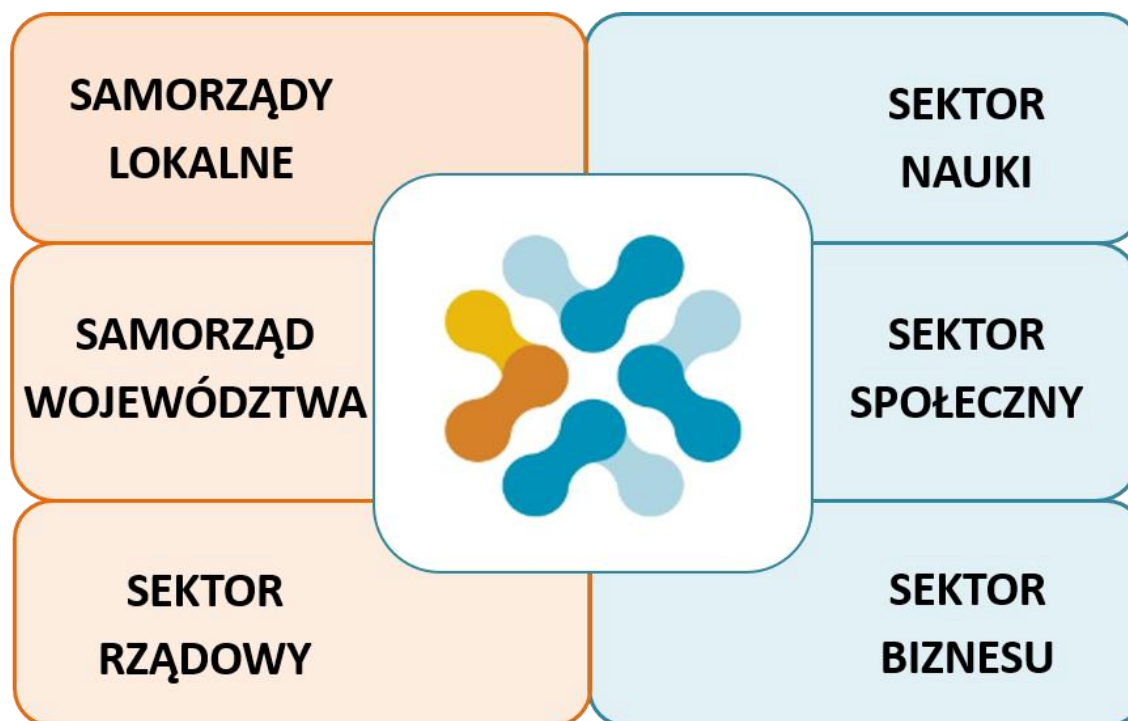 SAMORZĄDY
LOKALNE
SEKTOR
NAUKI
SAMORZĄD
WOJEWÓDZTWA
SEKTOR
SPOŁECZNY
SEKTOR
RZĄDOWY
SEKTOR
BIZNESU